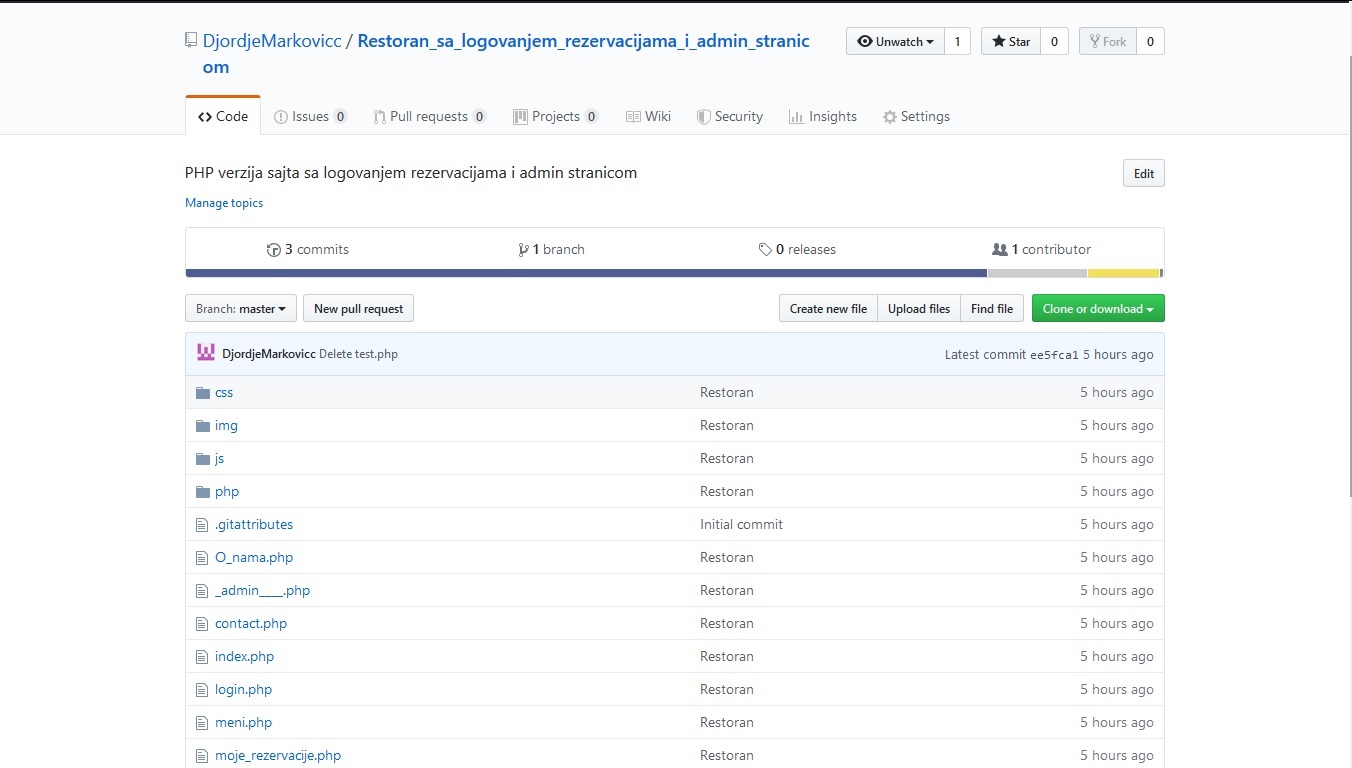 DjordjeMarkovicc / Restoran_sa_logovanjem_rezervacijama_i_admin_stranic
om
Unwatch 1 Star 0 Fork 0
Code Issues 0 Pull requests 0 Projects 0 Wiki Security Insights Settings
PHP verzija sajta sa logovanjem rezervacijama i admin stranicom
Edit
Manage topics
3 commits 1 branch 0 releases 1 contributor
Branch: master New pull request Create new file Upload files Find file Clone or download
DjordjeMarkovicc Delete test.php Latest commit ee5fca1 5 hours ago
css Restoran 5 hours ago
img Restoran 5 hours ago
js Restoran 5 hours ago
php Restoran 5 hours ago
.gitattributes Initial commit 5 hours ago
O_nama.php Restoran 5 hours ago
_admin____.php Restoran 5 hours ago
contact.php Restoran 5 hours ago
index.php Restoran 5 hours ago
login.php Restoran 5 hours ago
meni.php Restoran 5 hours ago
moje_rezervacije.php Restoran 5 hours ago